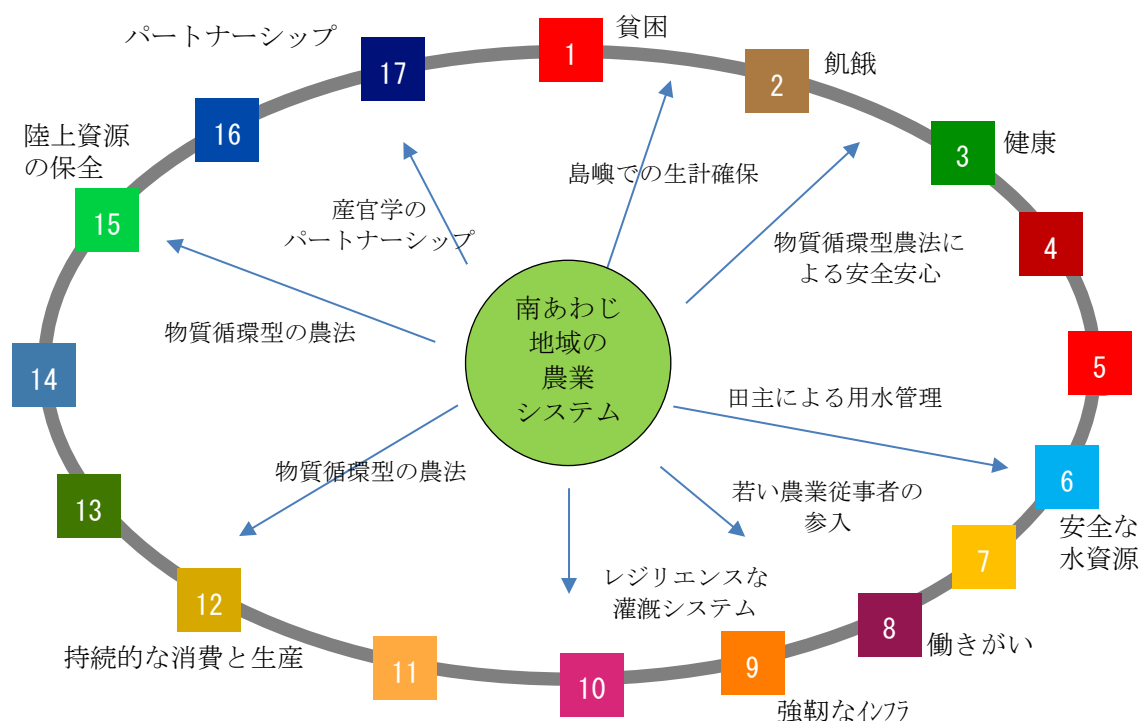 パートナーシップ
1
貧困
17
2
飢餓
16
3
健康
陸上資源
の保全
15
島嶼での生計確保
4
産官学の
パートナーシップ
物質循環型農法に
よる安全安心
南あわじ
地域の
農業
システム
物質循環型の農法
14
5
田主による用水管理
6
安全な
水資源
物質循環型の農法
若い農業従事者の
参入
13
7
レジリエンスな
灌漑システム
12
持続的な消費と生産
8
働きがい
11
10
9
強靭なインフラ